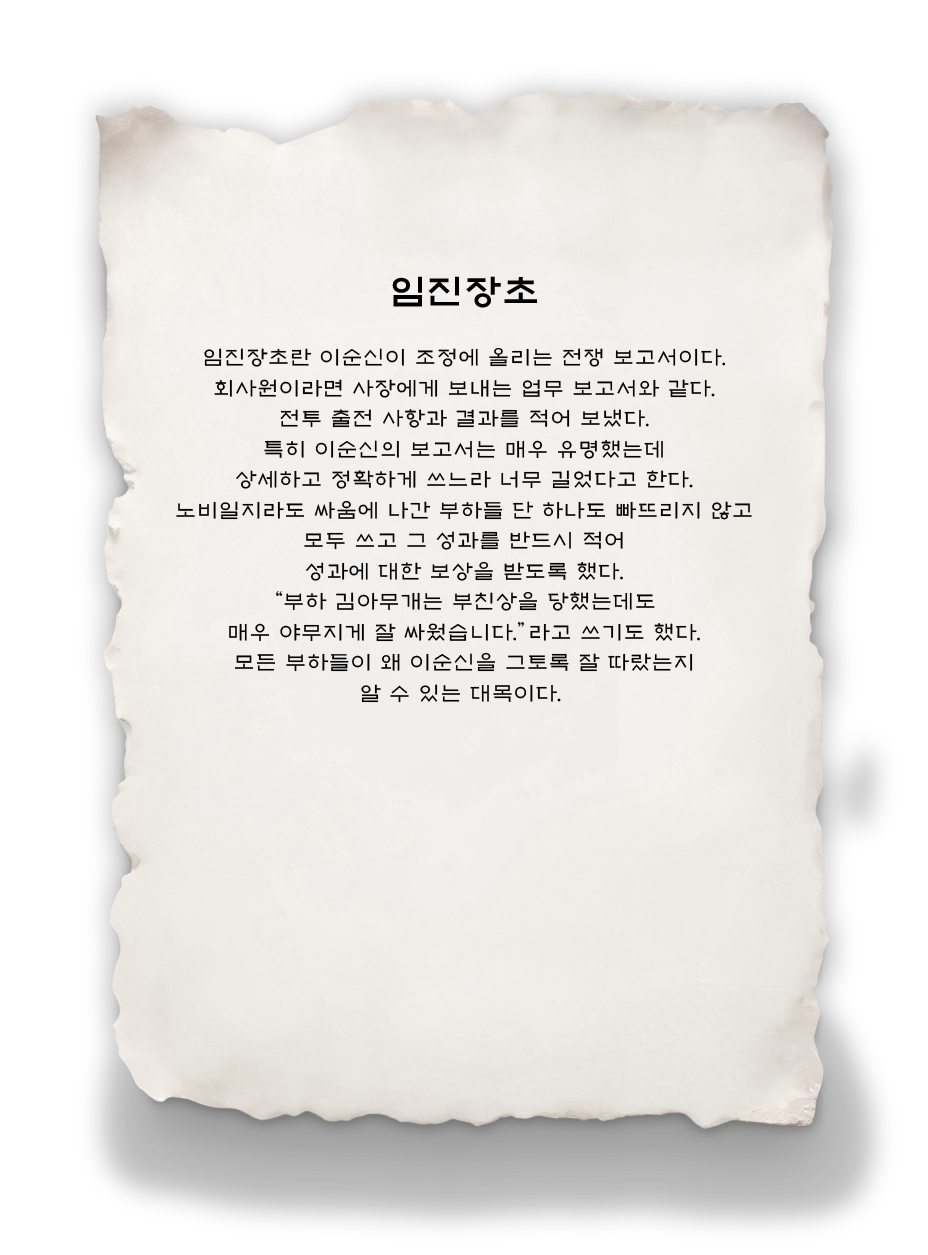 임진장초
임진장초란 이순신이 조정에 올리는 전쟁 보고서이다.
회사원이라면 사장에게 보내는 업무 보고서와 같다.
전투 출전 사항과 결과를 적어 보냈다.
특히 이순신의 보고서는 매우 유명했는데
상세하고 정확하게 쓰느라 너무 길었다고 한다.
노비일지라도 싸움에 나간 부하들 단 하나도 빠뜨리지 않고
모두 쓰고 그 성과를 반드시 적어
성과에 대한 보상을 받도록 했다.
“부하 김아무개는 부친상을 당했는데도
매우 야무지게 잘 싸웠습니다.”라고 쓰기도 했다.
모든 부하들이 왜 이순신을 그토록 잘 따랐는지
알 수 있는 대목이다.